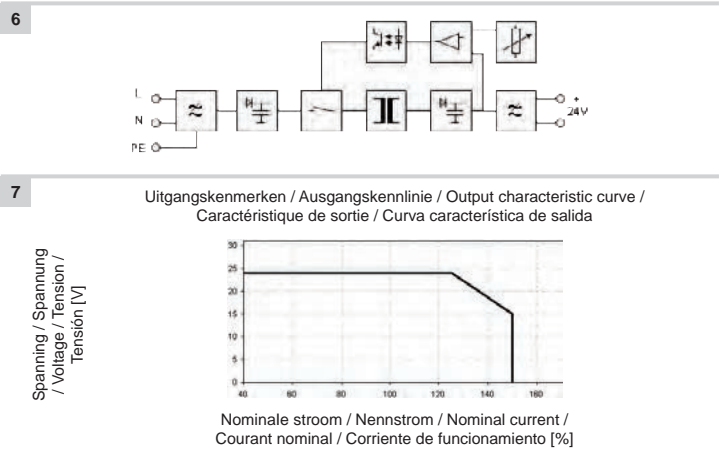 6
L
N
PE
+
24V
7
Uitgangskenmerken / Ausgangskennlinie / Output characteristic curve /
Caractéristique de sortie / Curva característica de salida
Spanning / Spannung
/ Voltage / Tension /
Tensión [V]
30
25
20
15
10
5
0
40 60 80 100 120 140 160
Nominale stroom / Nennstrom / Nominal current /
Courant nominal / Corriente de funcionamiento [%]